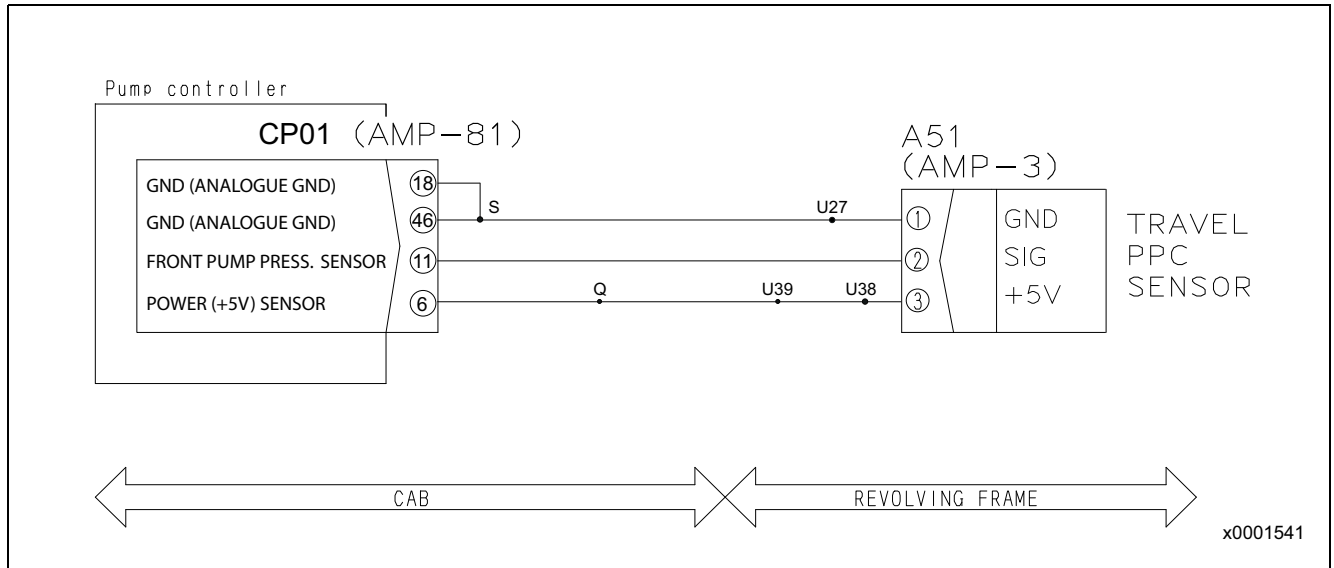 Pump controller
CP01 (AMP-81)
A51
(AMP-3)
GND (ANALOGUE GND) 18
S
GND (ANALOGUE GND) 46
U27
1 GND
FRONT PUMP PRESS. SENSOR 11
2 SIG
POWER (+5V) SENSOR 6
Q
U39
U38
3 +5V
TRAVEL
PPC
SENSOR
CAB
REVOLVING FRAME
x0001541